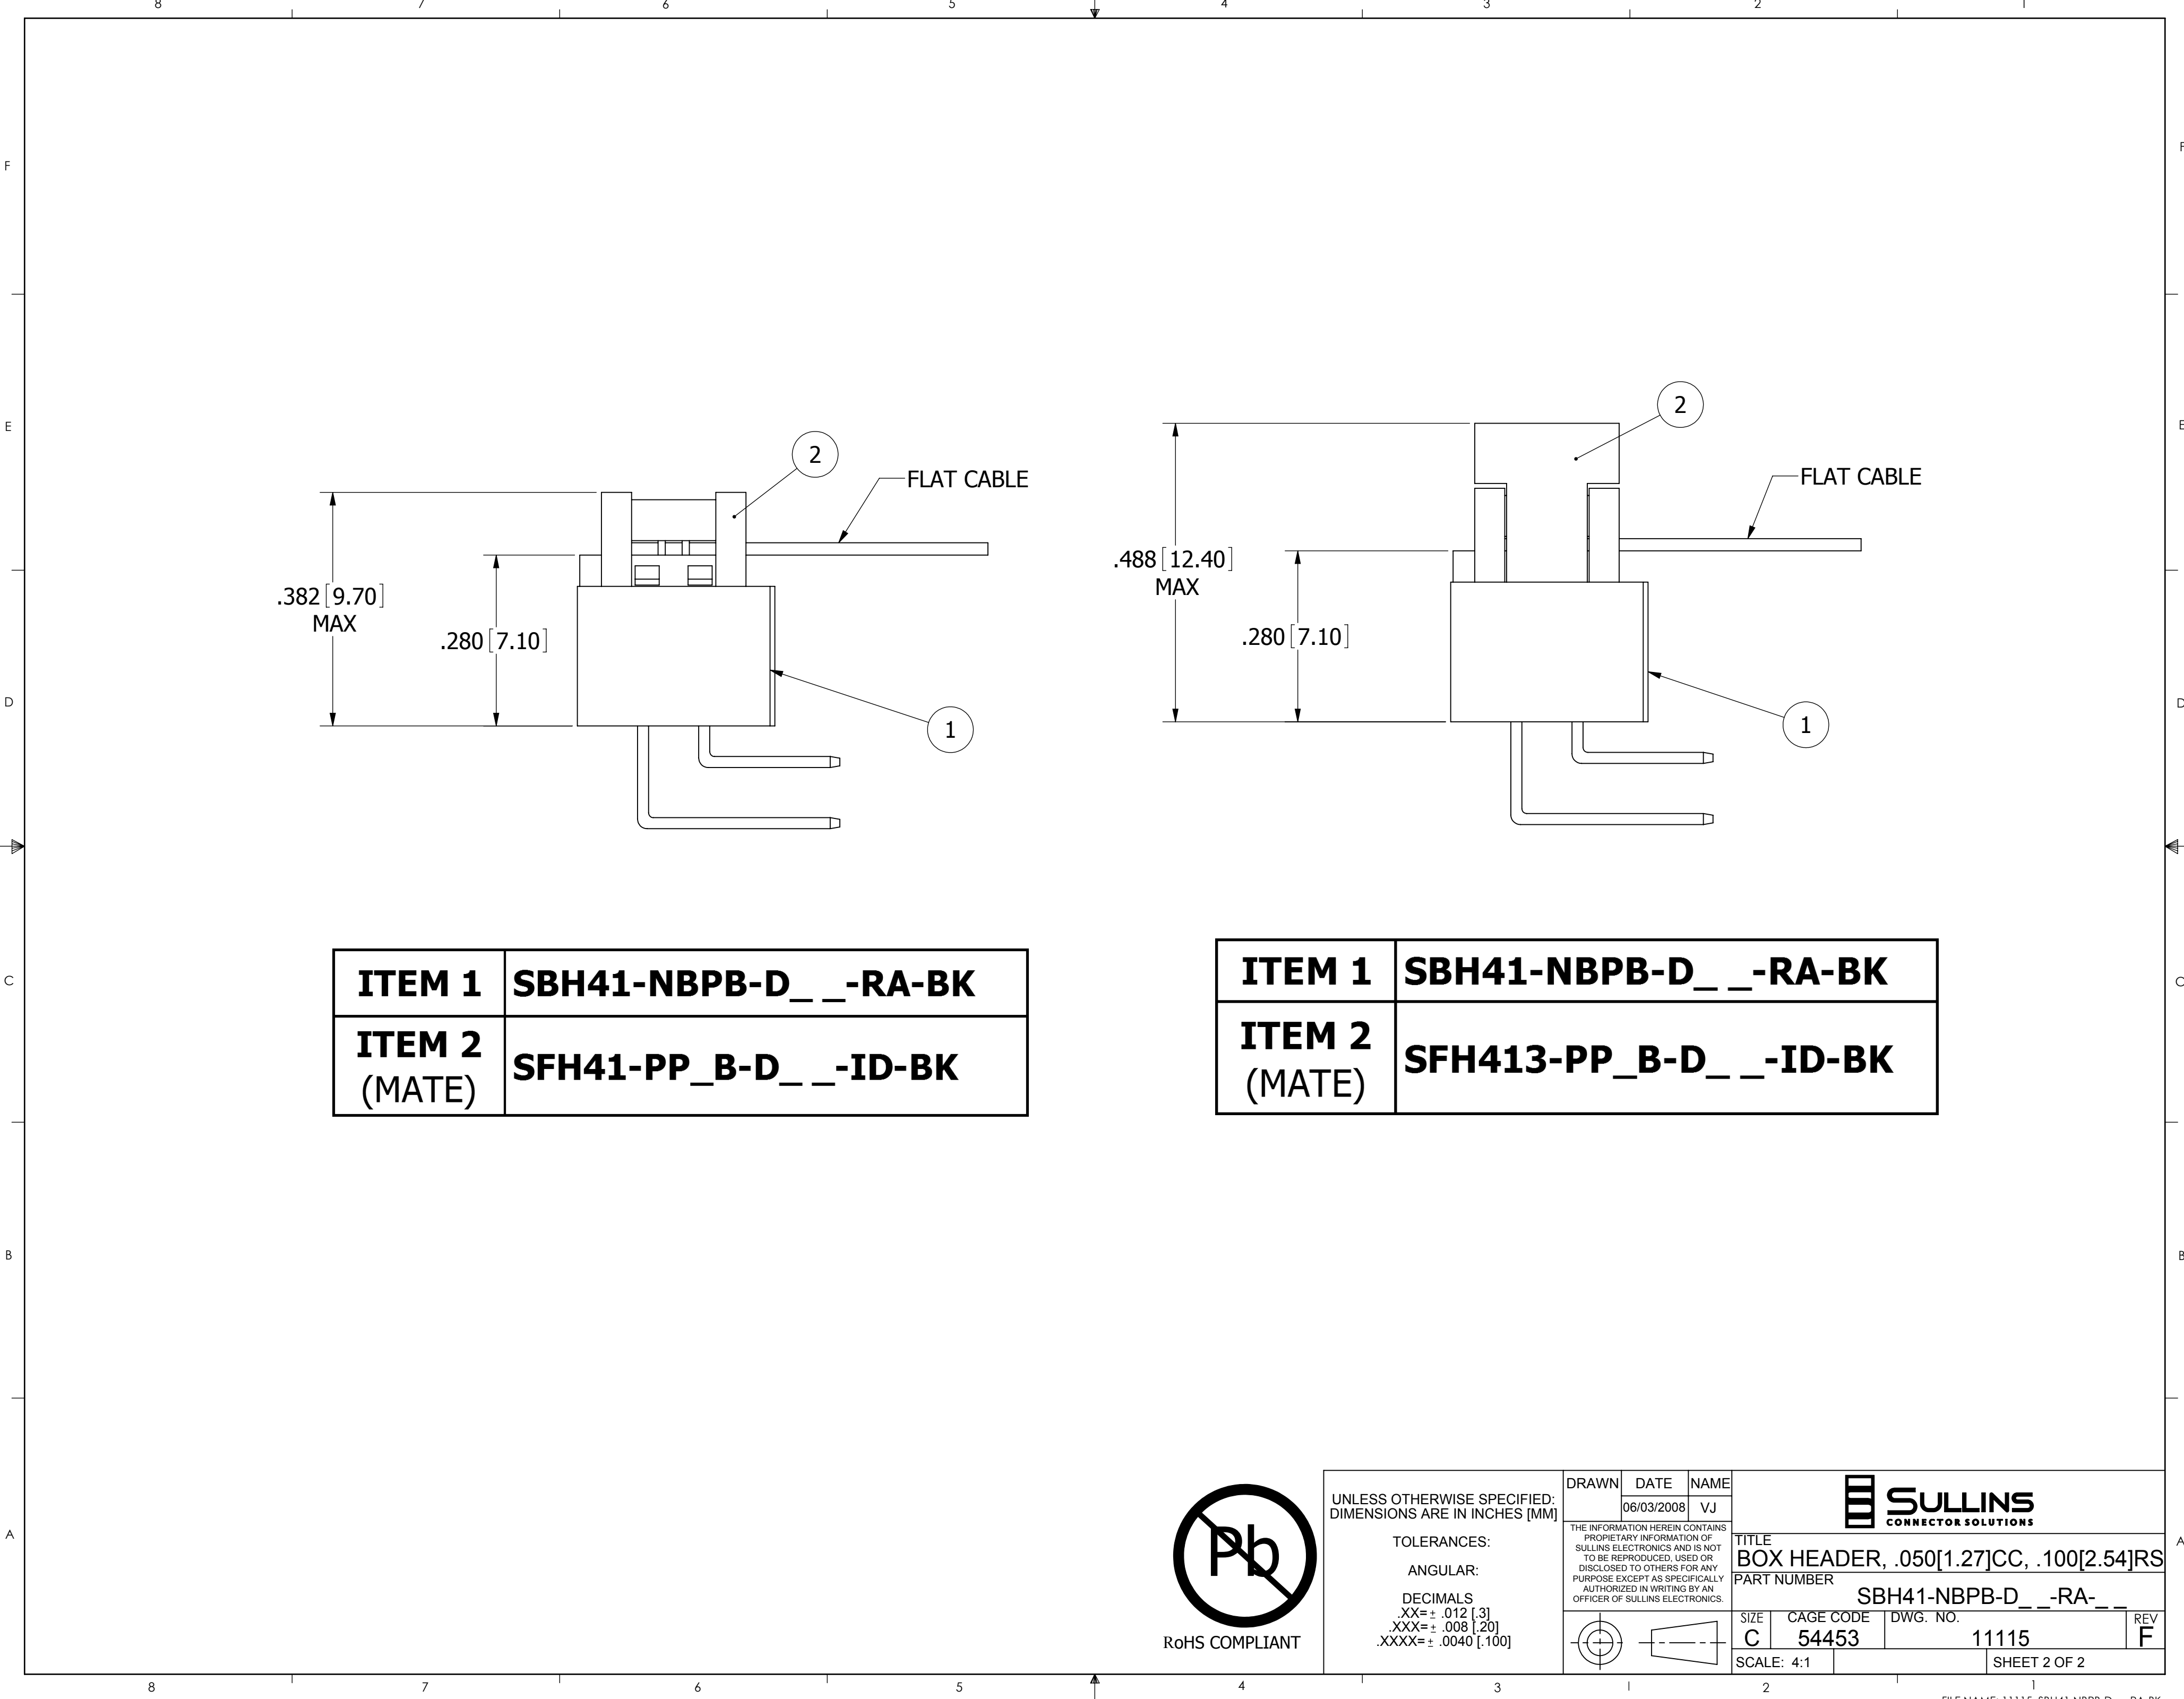 8 7 6 5 4 3 2 1
F F
2
2
FLAT CABLE
FLAT CABLE
E E
.382[9.70]
MAX
.280[7.10]
.488[12.40]
MAX
.280[7.10]
D D
1
1
ITEM 1 SBH41-NBPB-D_ _-RA-BK
ITEM 2
(MATE)
SFH41-PP_B-D_ _-ID-BK
ITEM 1 SBH41-NBPB-D_ _-RA-BK
ITEM 2
(MATE)
SFH413-PP_B-D_ _-ID-BK
C C
B B
A A
Pb
RoHS COMPLIANT
UNLESS OTHERWISE SPECIFIED:
DIMENSIONS ARE IN INCHES [MM]
TOLERANCES:
ANGULAR:
DECIMALS
.XX=± .012 [.3]
.XXX=± .008 [.20]
.XXXX=± .0040 [.100]
DRAWN DATE NAME
06/03/2008 VJ
THE INFORMATION HEREIN CONTAINS
PROPIETARY INFORMATION OF
SULLINS ELECTRONICS AND IS NOT
TO BE REPRODUCED, USED OR
DISCLOSED TO OTHERS FOR ANY
PURPOSE EXCEPT AS SPECIFICALLY
AUTHORIZED IN WRITING BY AN
OFFICER OF SULLINS ELECTRONICS.
SULLINS
CONNECTOR SOLUTIONS
TITLE
BOX HEADER, .050[1.27]CC, .100[2.54]RS
PART NUMBER
SBH41-NBPB-D_ _-RA-_ _
SIZE CAGE CODE DWG. NO. REV
C 54453 11115 F
SCALE: 4:1 SHEET 2 OF 2
8 7 6 5 4 3 2 1